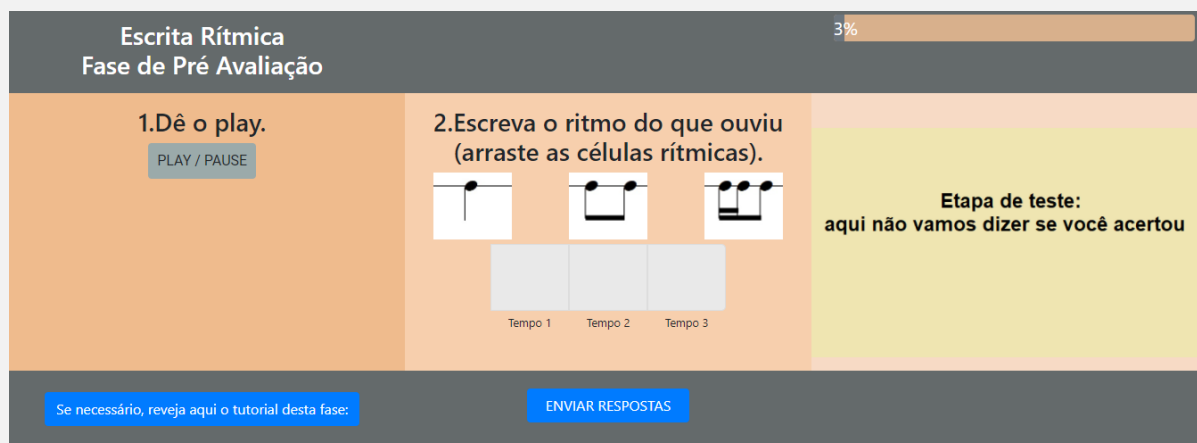 Escrita Rítmica
Fase de Pré Avaliação
3%
1.Dê o play.
PLAY / PAUSE
2.Escreva o ritmo do que ouviu
(arraste as células rítmicas).
Tempo 1
Tempo 2
Tempo 3
Etapa de teste:
aqui não vamos dizer se você acertou
Se necessário, reveja aqui o tutorial desta fase:
ENVIAR RESPOSTAS